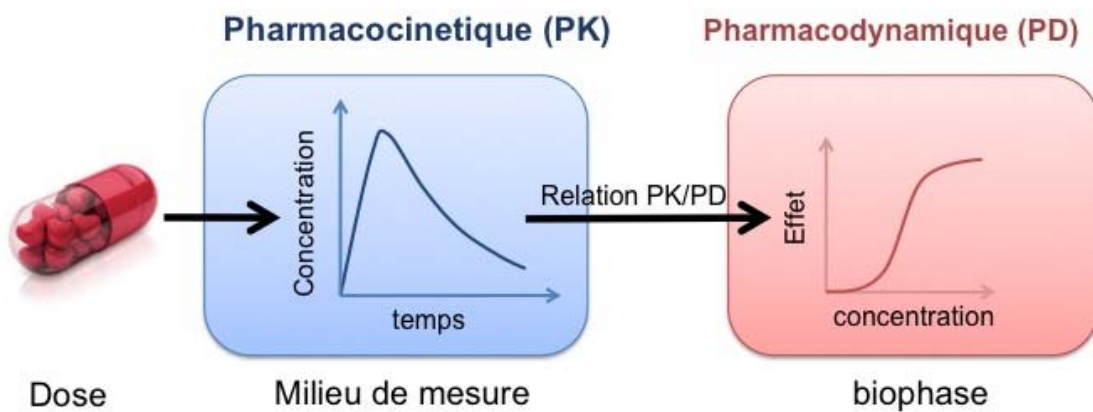 Pharmacocinetique (PK)
Pharmacodynamique (PD)
Concentration
temps
Relation PK/PD
Effet
concentration
Dose
Milieu de mesure
biophase